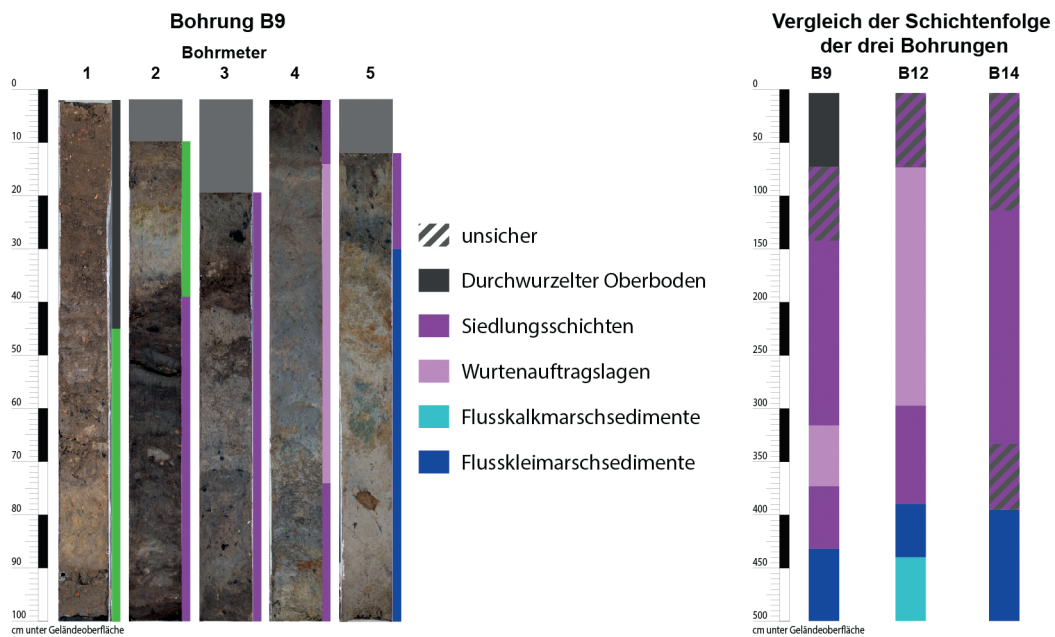 Bohrung B9
Bohrmeter
1 2 3 4 5
0
10
20
30
40
50
60
70
80
90
100
cm unter Geländeoberfläche
unsicher
Durchwurzelter Oberboden
Siedlungsschichten
Wurtenauftragslagen
Flusskalkmarschsedimente
Flusskleimarschsedimente
Vergleich der Schichtenfolge
der drei Bohrungen
B9 B12 B14
0
50
100
150
200
250
300
350
400
450
500
cm unter Geländeoberfläche